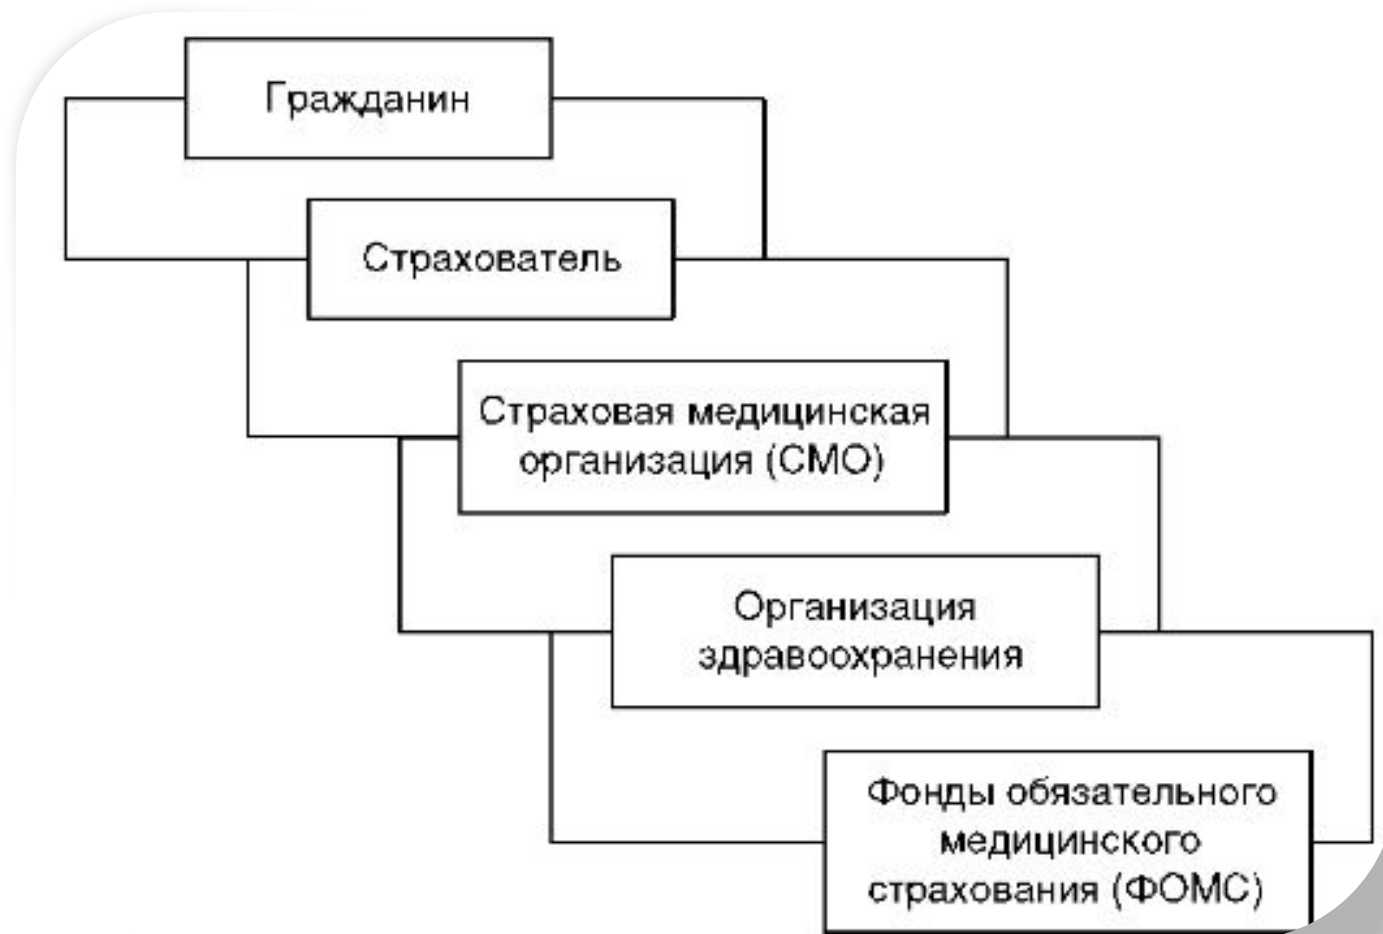 Гражданин
Страхователь
Страховая медицинская
организация (СМО)
Организация
здравоохранения
Фонды обязательного
медицинского
страхования (ФОМС)